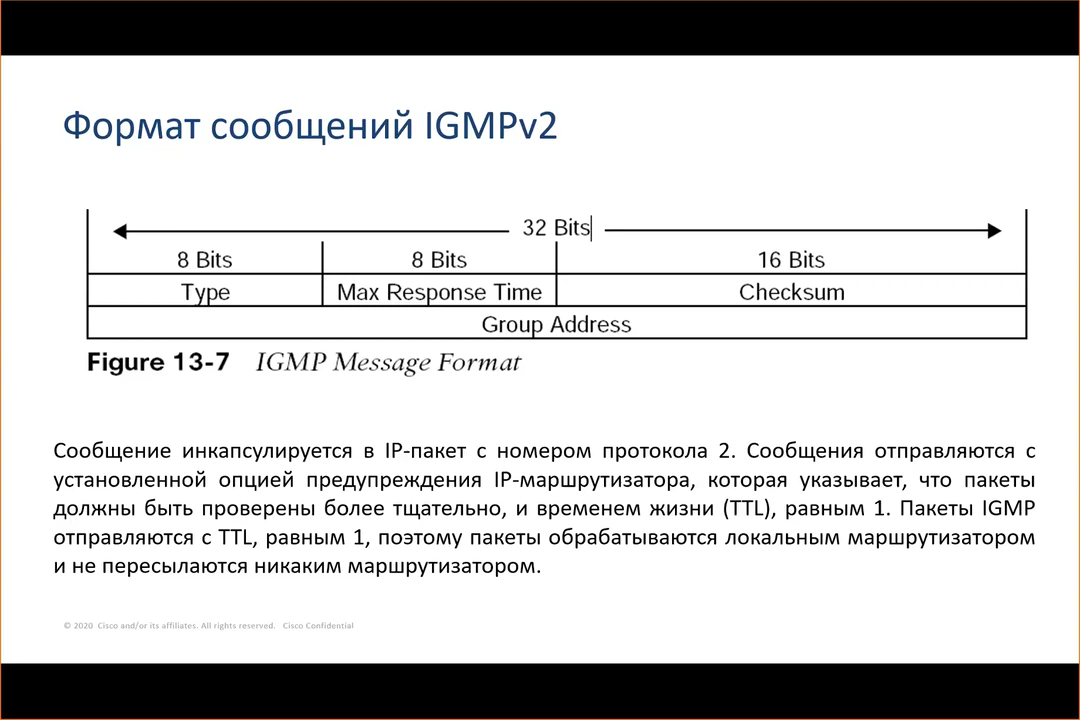 Формат сообщений IGMPv2
32 Bits
8 Bits 8 Bits 16 Bits
Type Max Response Time Checksum
Group Address
Figure 13-7 IGMP Message Format
Сообщение инкапсулируется в IP-пакет с номером протокола 2. Сообщения отправляются с
установленной опцией предупреждения IP-маршрутизатора, которая указывает, что пакеты
должны быть проверены более тщательно, и временем жизни (TTL), равным 1. Пакеты IGMP
отправляются с TTL, равным 1, поэтому пакеты обрабатываются локальным маршрутизатором
и не пересылаются никаким маршрутизатором.
© 2020 Cisco and/or its affiliates. All rights reserved. Cisco Confidential